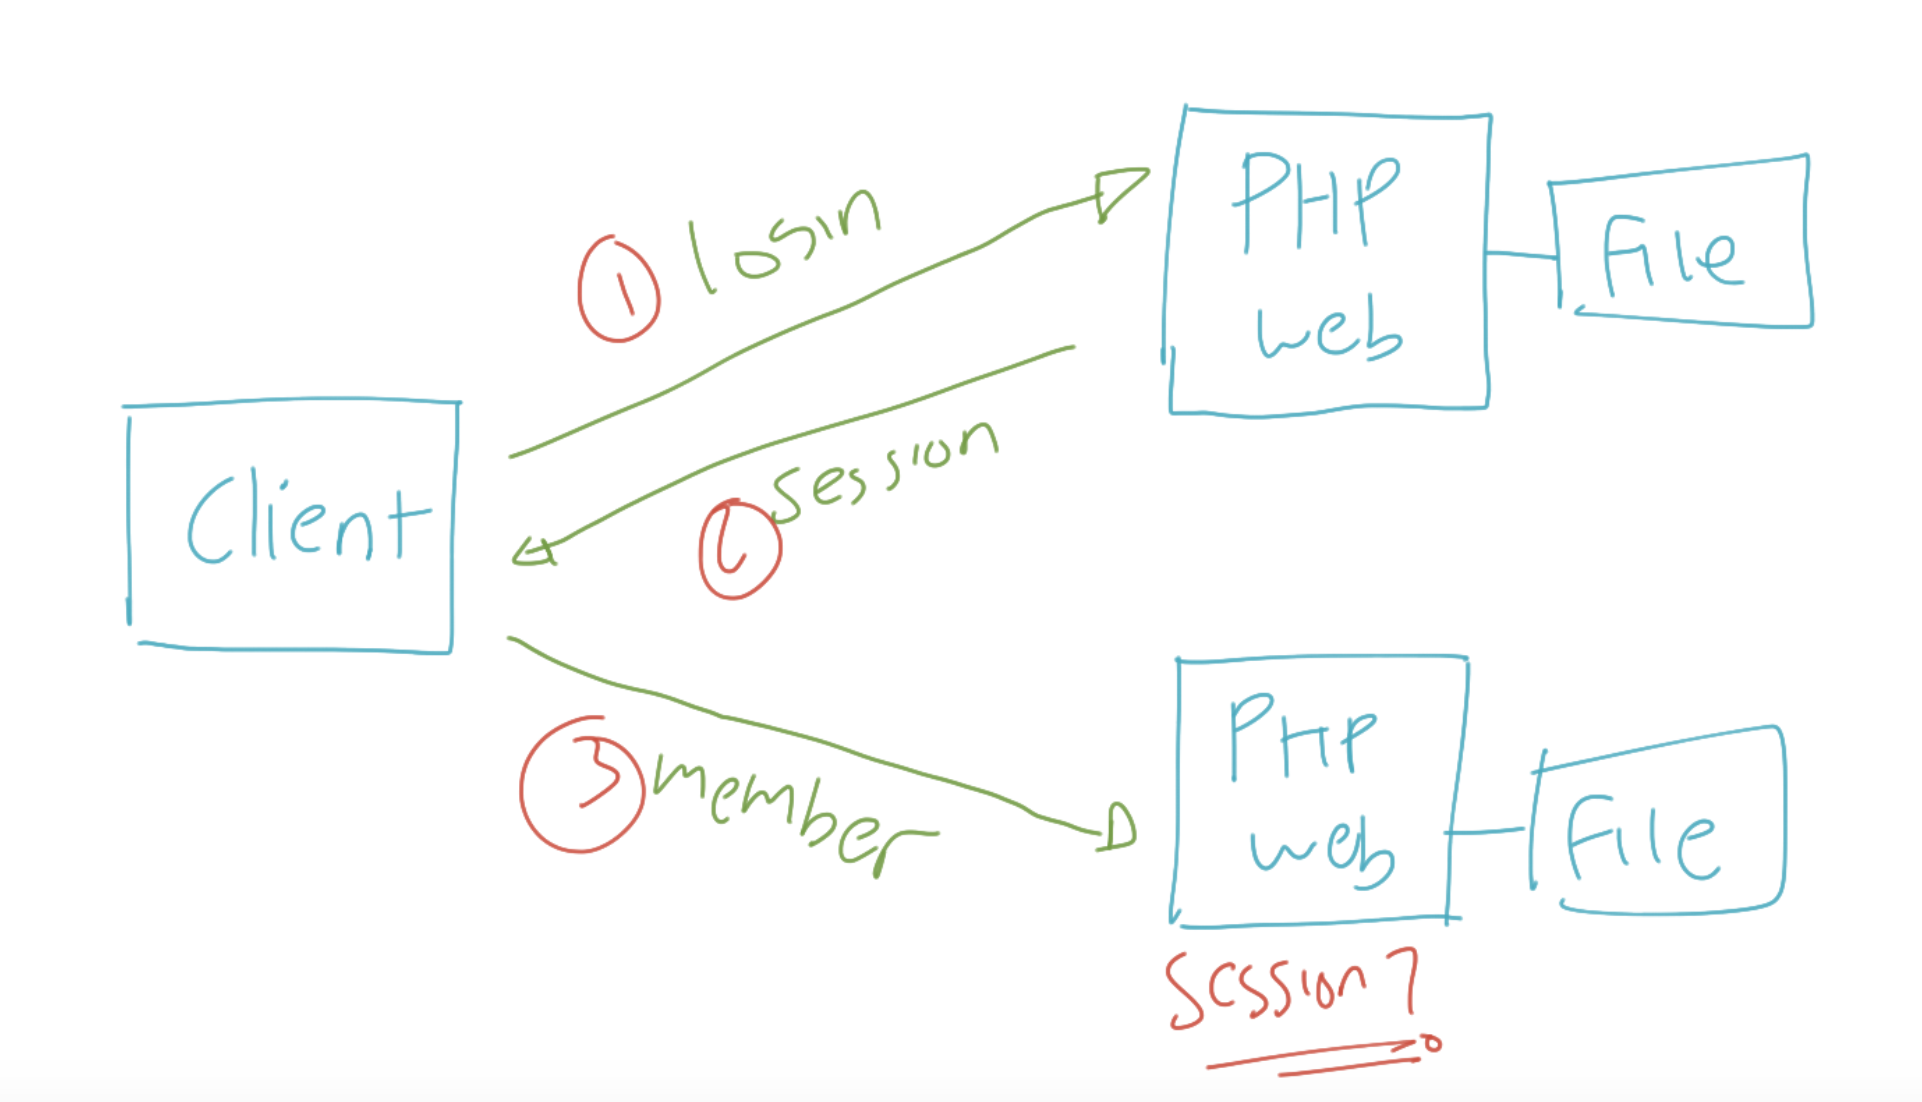 1 login
PHP
web
File
Client
2 session
3 member
PHP
web
File
Session?